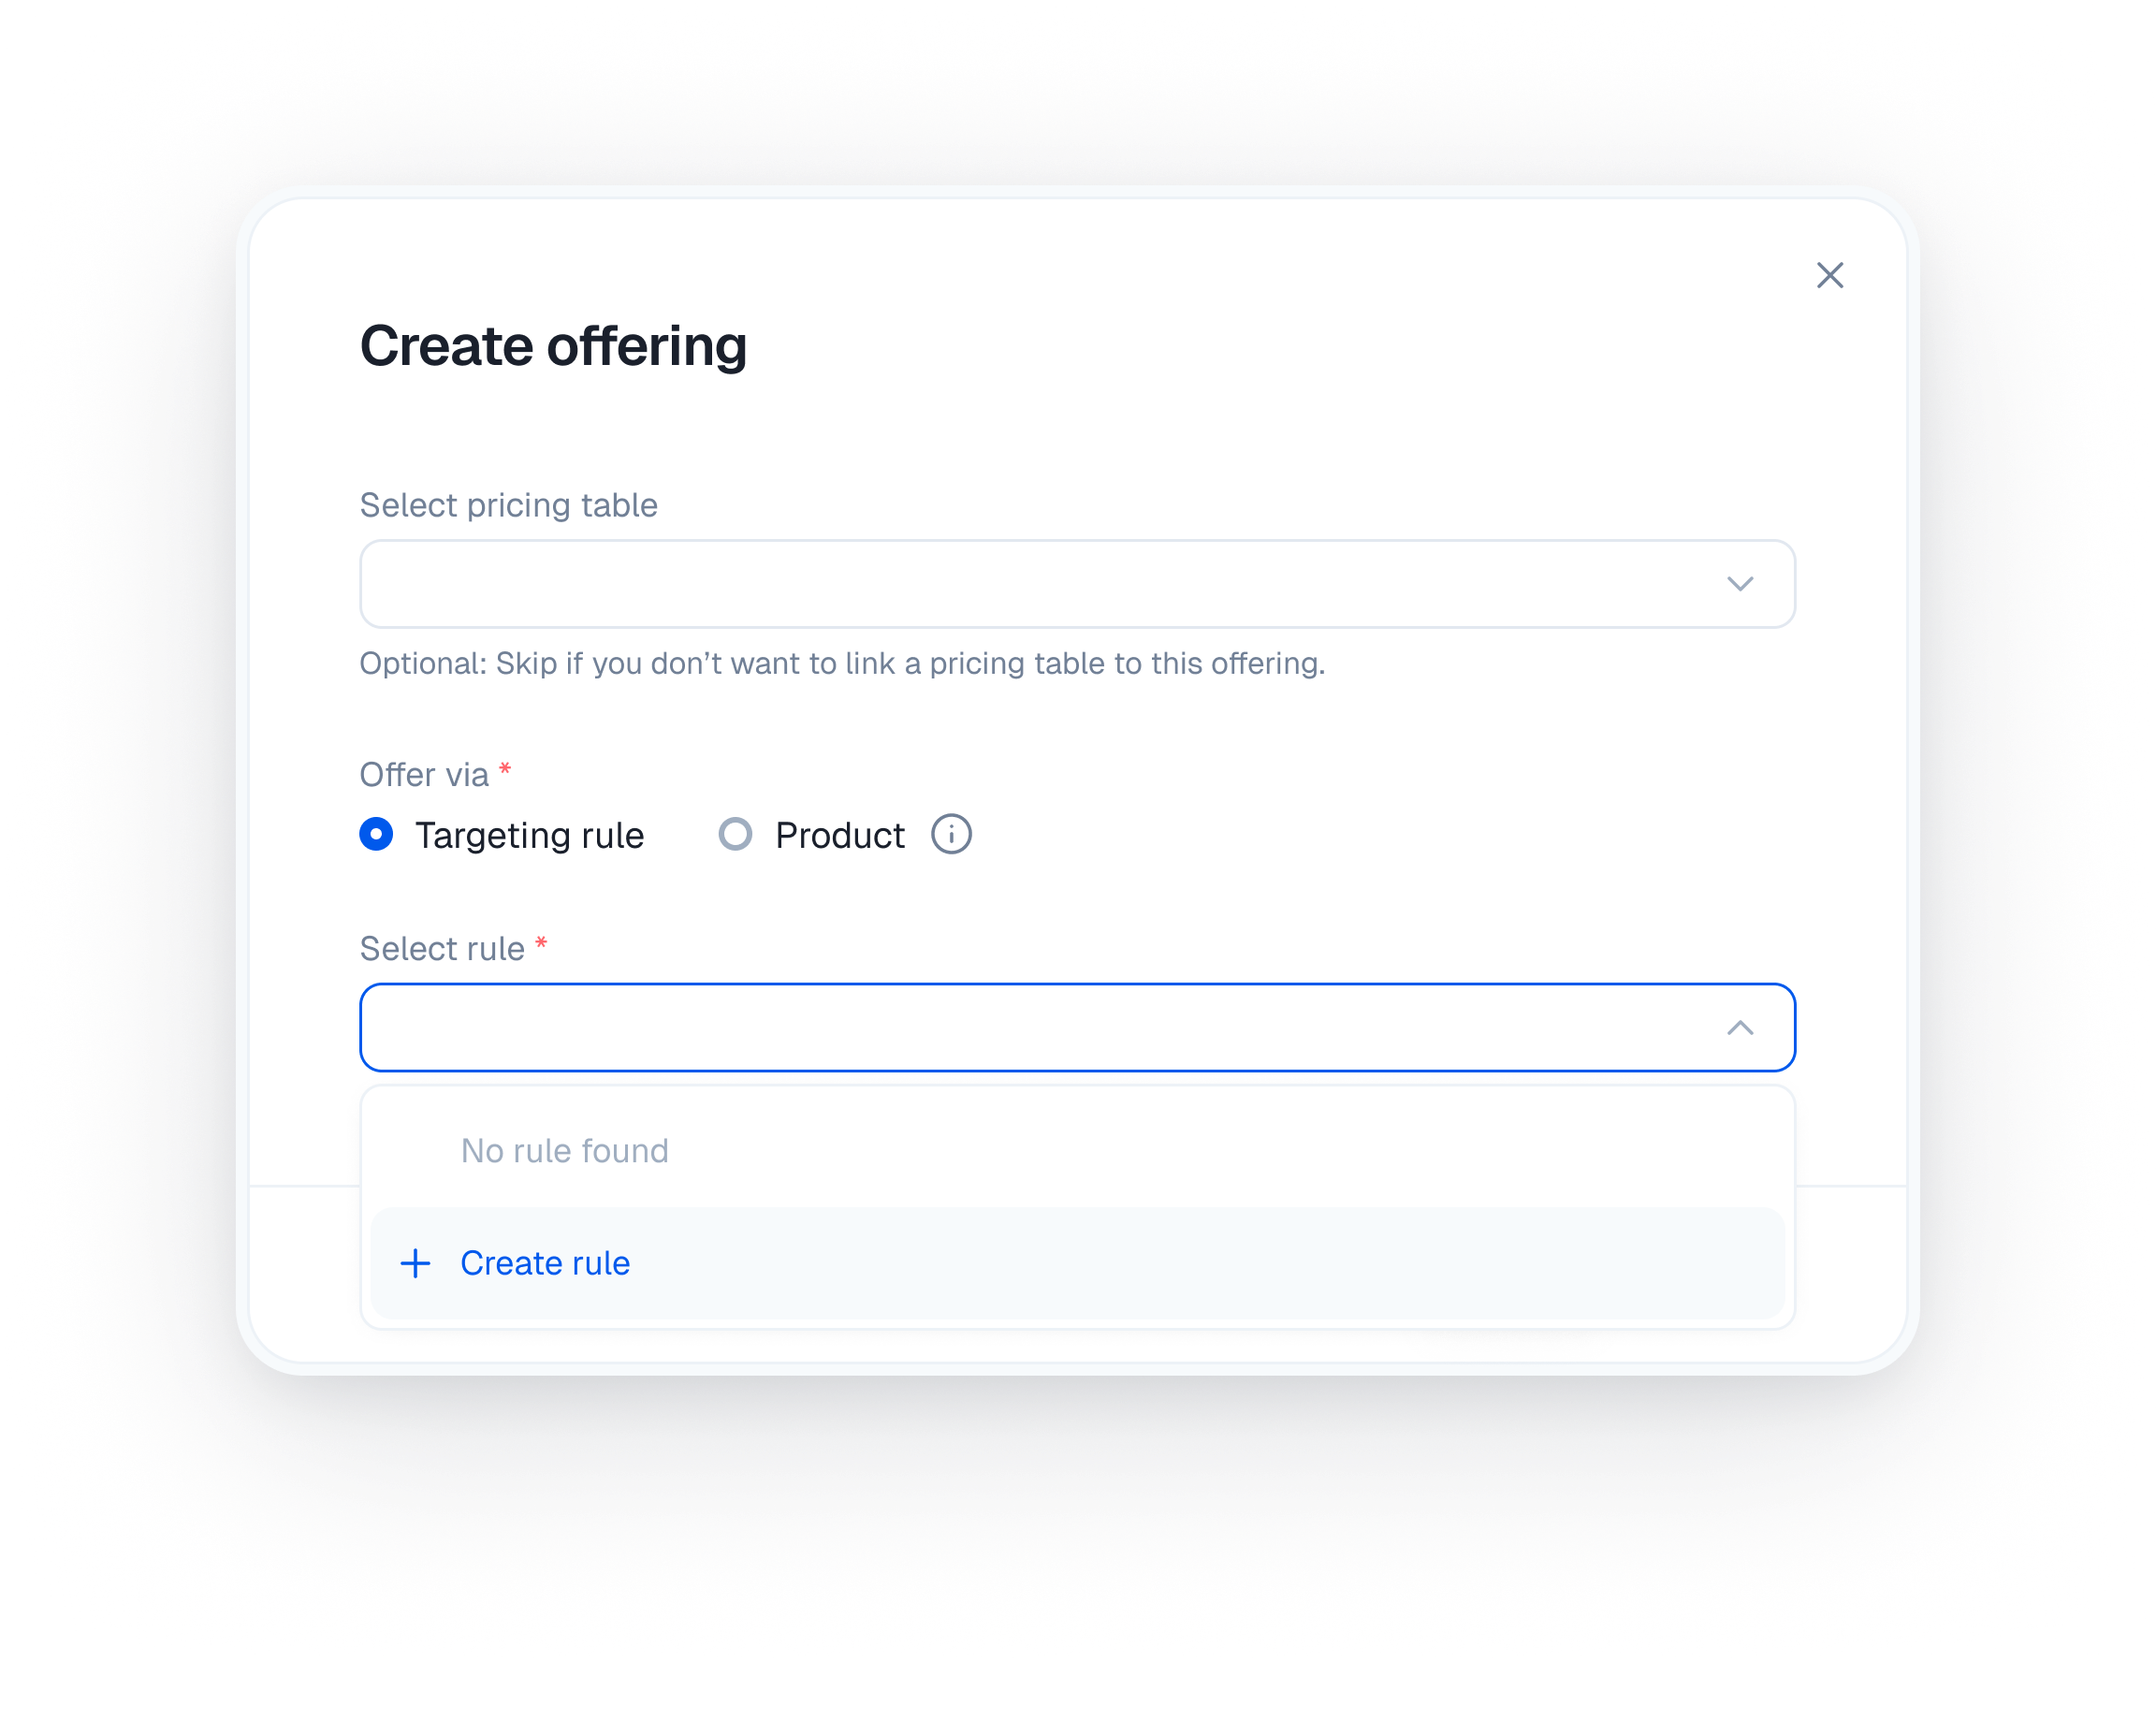 Create offering
Select pricing table
Optional: Skip if you don’t want to link a pricing table to this offering.
Offer via *
Targeting rule Product
Select rule *
No rule found
Create rule